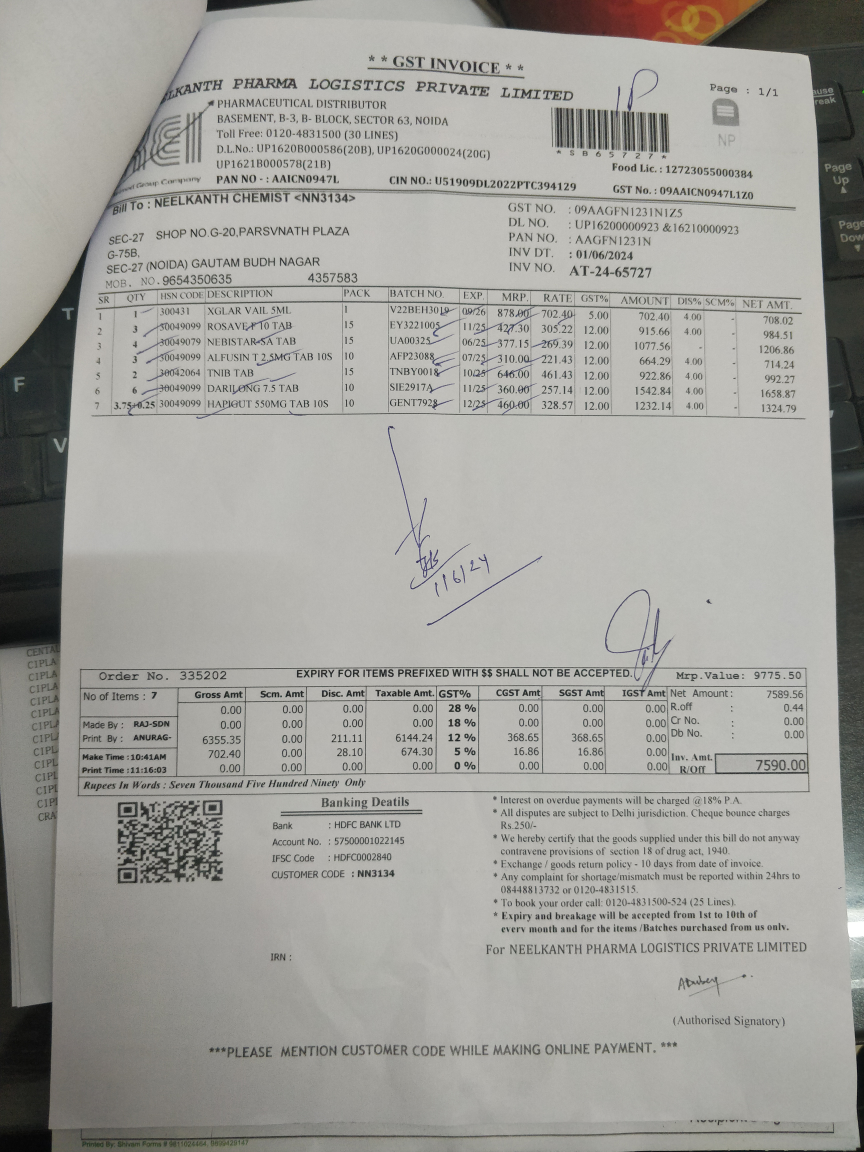 ** GST INVOICE **
Page : 1/1
PHARMA LOGISTICS PRIVATE LIMITED
1P
PHARMACEUTICAL DISTRIBUTOR
BASEMENT, B-3, B- BLOCK, SECTOR 63, NOIDA
Toll Free: 0120-4831500 (30 LINES)
D.L.No.: UP1620B000586(20B), UP1620G000024(20G)
UP1621B000578(21B)
PAN NO - : AAICN0947L
CIN NO.: U51909DL2022PTC394129
*SB65727*
NP
Food Lic. : 12723055000384
GST No. : 09AAICN0947L1Z0
Group Company
Bill To : NEELKANTH CHEMIST <NN3134>
SEC-27 SHOP NO.G-20,PARSVNATH PLAZA
G-75B,
SEC-27 (NOIDA) GAUTAM BUDH NAGAR
MOB. NO.9654350635 4357583
GST NO. : 09AAGFN1231N1Z5
DL NO. : UP16200000923 &16210000923
PAN NO. : AAGFN1231N
INV DT. : 01/06/2024
INV NO. AT-24-65727
SR QTY HSN CODE DESCRIPTION PACK BATCH NO. EXP. MRP. RATE GST% AMOUNT DIS% SCM% NET AMT.
1 1 300431 XGLAR VAIL 5ML 1 V22BEH3019 09/26 878.00 702.40 5.00 702.40 4.00 - 708.02
2 3 30049099 ROSAVE F 10 TAB 15 EY3221005 11/25 427.30 305.22 12.00 915.66 4.00 - 984.51
3 4 30049079 NEBISTAR-SA TAB 15 UA00325 06/25 377.15 269.39 12.00 1077.56 - - 1206.86
4 3 30049099 ALFUSIN T 2.5MG TAB 10S 10 AFP23088 07/25 310.00 221.43 12.00 664.29 4.00 - 714.24
5 2 30042064 TNIB TAB 15 TNBY0018 10/25 646.00 461.43 12.00 922.86 4.00 - 992.27
6 6 30049099 DARILONG 7.5 TAB 10 SIE2917A 11/25 360.00 257.14 12.00 1542.84 4.00 - 1658.87
7 3.75+0.25 30049099 HAPIGUT 550MG TAB 10S 10 GENT7928 12/25 460.00 328.57 12.00 1232.14 4.00 - 1324.79
1/6/24
Order No. 335202 EXPIRY FOR ITEMS PREFIXED WITH $$ SHALL NOT BE ACCEPTED. Mrp.Value: 9775.50
No of Items : 7 Gross Amt Scm. Amt Disc. Amt Taxable Amt. GST% CGST Amt SGST Amt IGST Amt Net Amount : 7589.56
0.00 0.00 0.00 0.00 28 % 0.00 0.00 0.00 R.off : 0.44
Made By : RAJ-SDN 0.00 0.00 0.00 0.00 18 % 0.00 0.00 0.00 Cr No. : 0.00
Print By : ANURAG- 6355.35 0.00 211.11 6144.24 12 % 368.65 368.65 0.00 Db No. : 0.00
Make Time :10:41AM 702.40 0.00 28.10 674.30 5 % 16.86 16.86 0.00
Print Time :11:16:03 0.00 0.00 0.00 0.00 0 % 0.00 0.00 0.00 Inv. Amt. R/Off 7590.00
Rupees In Words : Seven Thousand Five Hundred Ninety Only
Banking Deatils
Bank : HDFC BANK LTD
Account No. : 57500001022145
IFSC Code : HDFC0002840
CUSTOMER CODE : NN3134
* Interest on overdue payments will be charged @18% P.A.
* All disputes are subject to Delhi jurisdiction. Cheque bounce charges
Rs.250/-
* We hereby certify that the goods supplied under this bill do not anyway
contravene provisions of section 18 of drug act, 1940.
* Exchange / goods return policy - 10 days from date of invoice.
* Any complaint for shortage/mismatch must be reported within 24hrs to
08448813732 or 0120-4831515.
* To book your order call: 0120-4831500-524 (25 Lines).
* Expiry and breakage will be accepted from 1st to 10th of
every month and for the items /Batches purchased from us only.
IRN :
For NEELKANTH PHARMA LOGISTICS PRIVATE LIMITED
(Authorised Signatory)
***PLEASE MENTION CUSTOMER CODE WHILE MAKING ONLINE PAYMENT. ***
CIPLA
CIPLA
CIPLA
Printed By: Shivam Forms #
Page
Up
Page